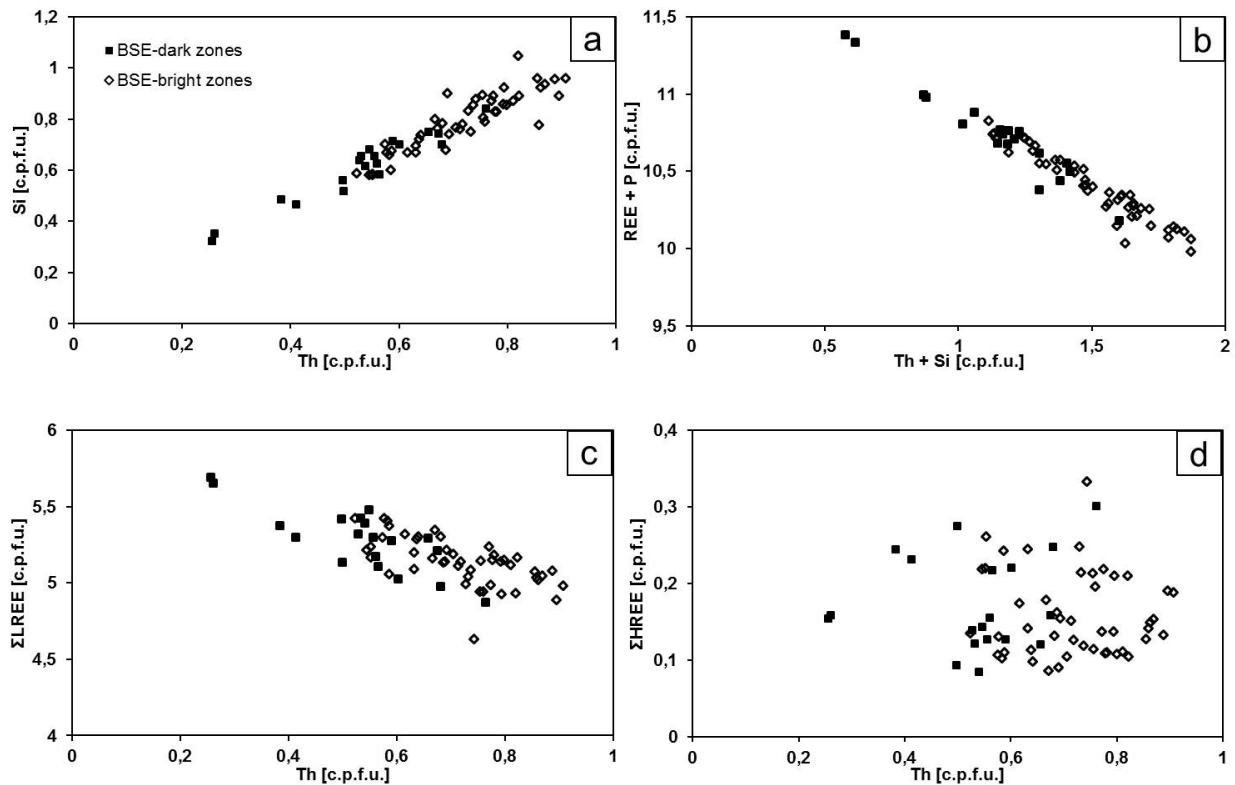 1,2
1
0,8
0,6
0,4
0,2
0
Si [c.p.f.u.]
BSE-dark zones
BSE-bright zones
a
0 0,2 0,4 0,6 0,8 1
Th [c.p.f.u.]
11,5
11
10,5
10
9,5
REE + P [c.p.f.u.]
b
0 0,5 1 1,5 2
Th + Si [c.p.f.u.]
6
5,5
5
4,5
4
ΣLREE [c.p.f.u.]
c
0 0,2 0,4 0,6 0,8 1
Th [c.p.f.u.]
0,4
0,3
0,2
0,1
0
ΣHREE [c.p.f.u.]
d
0 0,2 0,4 0,6 0,8 1
Th [c.p.f.u.]